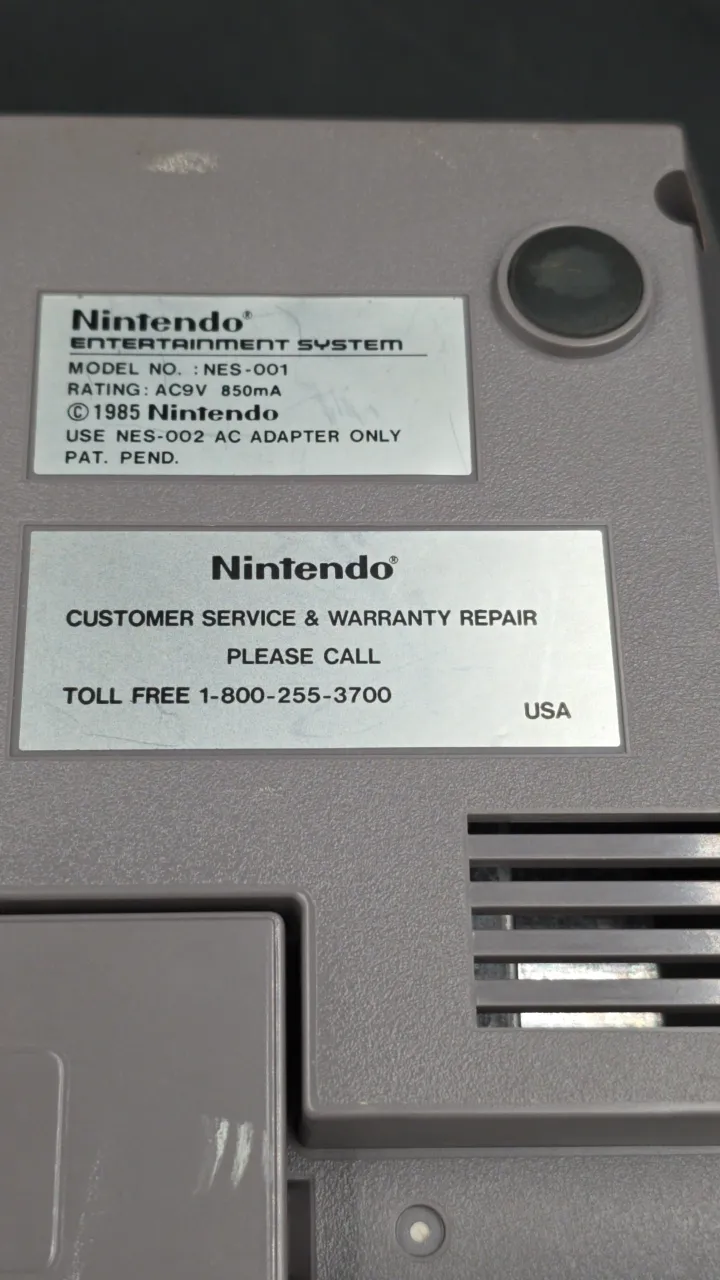 Nintendo®
ENTERTAINMENT SYSTEM
MODEL NO. : NES-001
RATING: AC9V 850mA
©1985 Nintendo
USE NES-002 AC ADAPTER ONLY
PAT. PEND.
Nintendo®
CUSTOMER SERVICE & WARRANTY REPAIR
PLEASE CALL
TOLL FREE 1-800-255-3700
USA